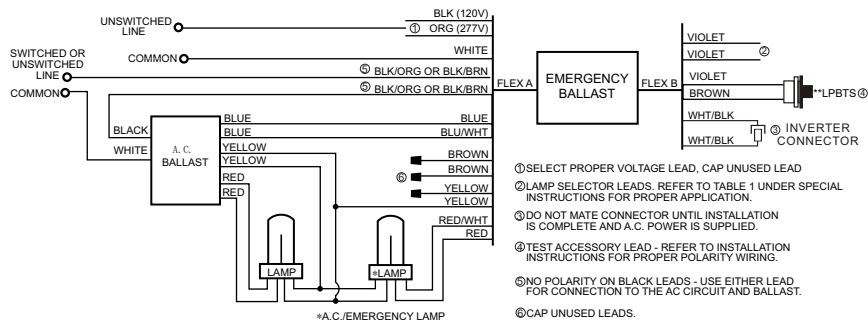 BLK (120V)
UNSWITCHED
LINE
① ORG (277V)
WHITE
COMMON
SWITCHED OR
UNSWITCHED
LINE
⑤ BLK/ORG OR BLK/BRN
COMMON
⑤ BLK/ORG OR BLK/BRN
BLACK
WHITE
A.C.
BALLAST
BLUE
BLUE
YELLOW
YELLOW
RED
RED
BLUE
BLU/WHT
BROWN
BROWN
⑥
YELLOW
YELLOW
RED/WHT
RED
LAMP
*LAMP
*A.C./EMERGENCY LAMP
FLEX A
EMERGENCY
BALLAST
FLEX B
VIOLET
VIOLET
②
VIOLET
BROWN
**LPBTS④
WHT/BLK
WHT/BLK
③ INVERTER
CONNECTOR
①SELECT PROPER VOLTAGE LEAD, CAP UNUSED LEAD
②LAMP SELECTOR LEADS. REFER TO TABLE 1 UNDER SPECIAL
INSTRUCTIONS FOR PROPER APPLICATION.
③DO NOT MATE CONNECTOR UNTIL INSTALLATION
IS COMPLETE AND A.C. POWER IS SUPPLIED.
④TEST ACCESSORY LEAD - REFER TO INSTALLATION
INSTRUCTIONS FOR PROPER POLARITY WIRING.
⑤NO POLARITY ON BLACK LEADS - USE EITHER LEAD
FOR CONNECTION TO THE AC CIRCUIT AND BALLAST.
⑥CAP UNUSED LEADS.